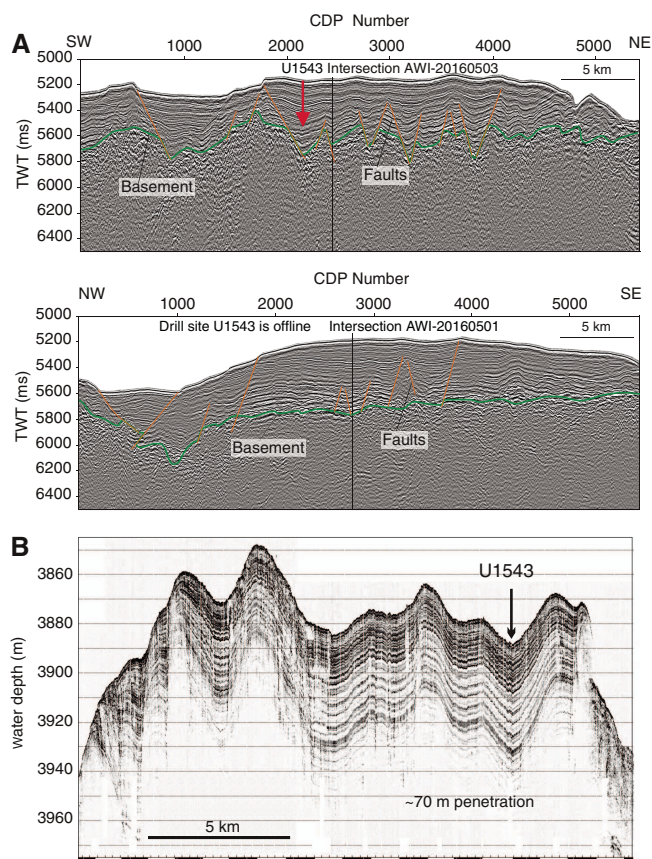 A
CDP Number
SW 1000 2000 3000 4000 5000 NE
U1543 Intersection AWI-20160503
5 km
TWT (ms)
5000
5200
5400
5600
5800
6000
6200
6400
Basement
Faults
CDP Number
NW 1000 2000 3000 4000 5000 SE
Drill site U1543 is offline Intersection AWI-20160501
5 km
TWT (ms)
5000
5200
5400
5600
5800
6000
6200
6400
Basement
Faults
B
water depth (m)
3860
3880
3900
3920
3940
3960
U1543
~70 m penetration
5 km